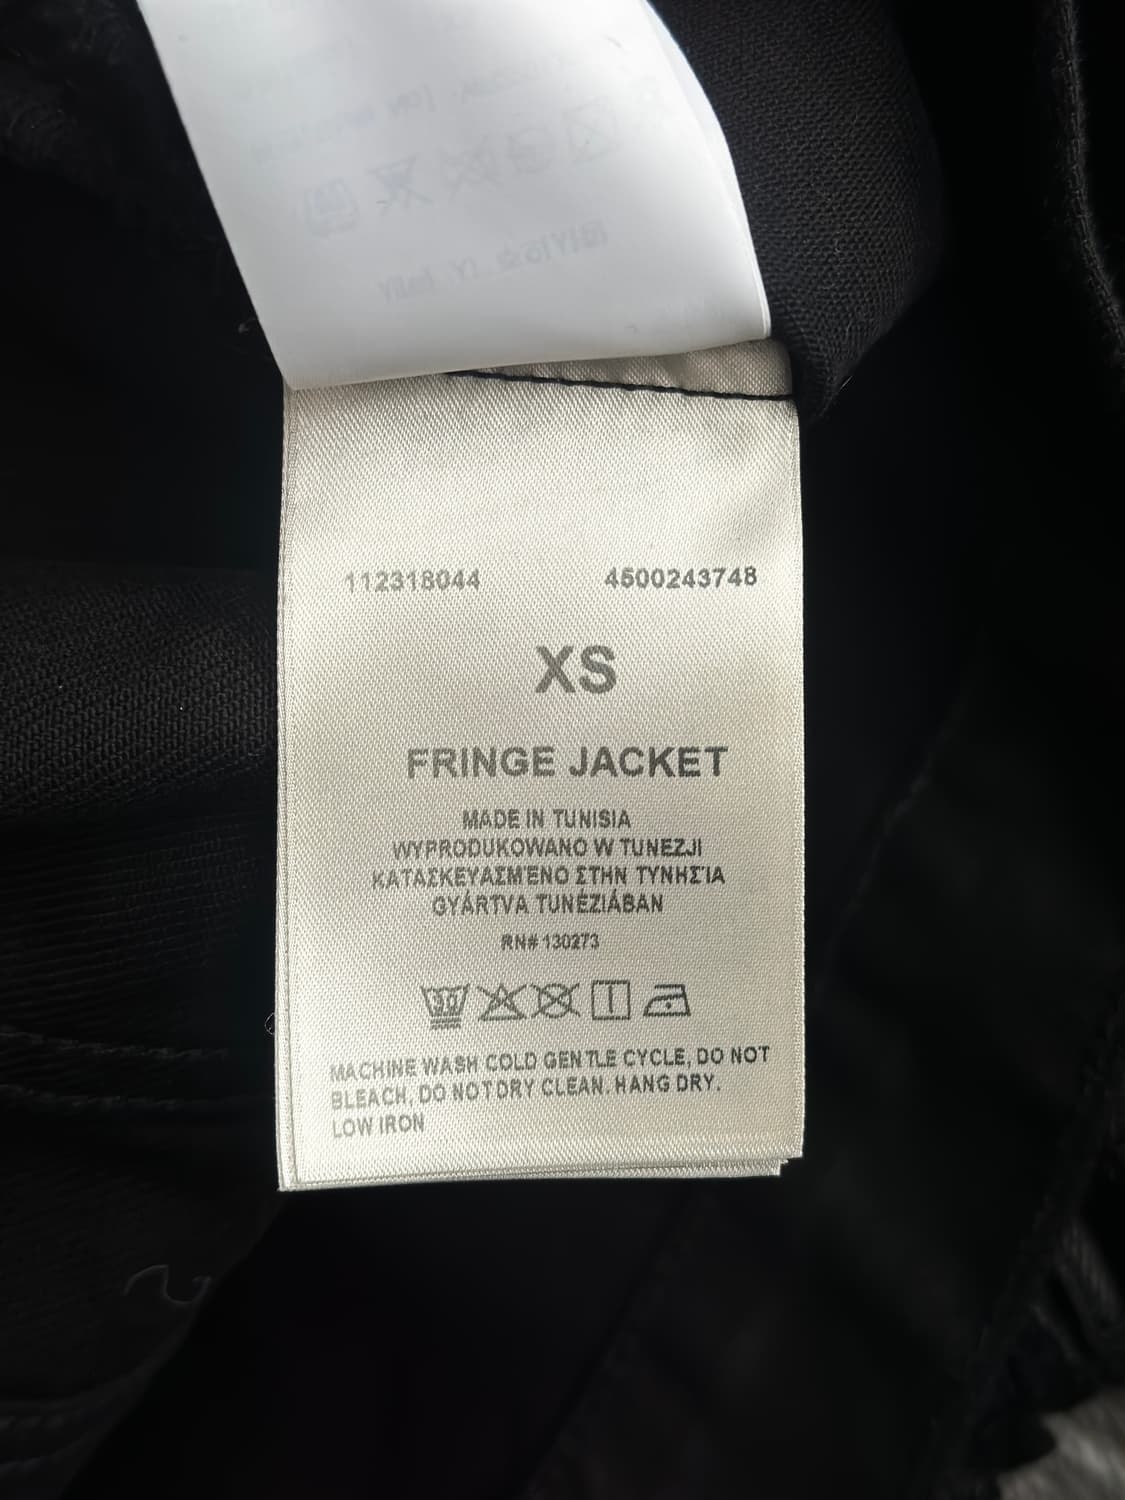 112318044 4500243748
XS
FRINGE JACKET
MADE IN TUNISIA
WYPRODUKOWANO W TUNEZJI
ΚΑΤΑΣΚΕΥΑΣΜΈΝΟ ΣΤΗΝ ΤΥΝΗΣΊΑ
GYÁRTVA TUNÉZIÁBAN
RN# 130273
30
MACHINE WASH COLD GENTLE CYCLE, DO NOT
BLEACH, DO NOT DRY CLEAN. HANG DRY.
LOW IRON